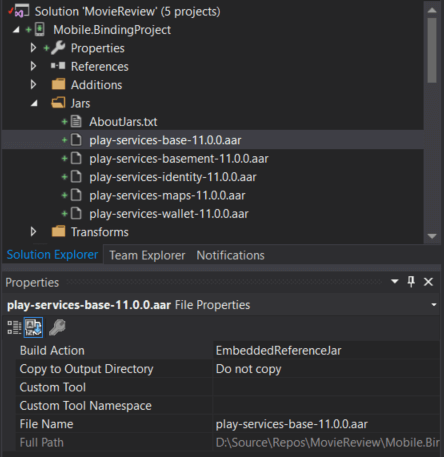 Solution 'MovieReview' (5 projects)
Mobile.BindingProject
Properties
References
Additions
Jars
AboutJars.txt
play-services-base-11.0.0.aar
play-services-basement-11.0.0.aar
play-services-identity-11.0.0.aar
play-services-maps-11.0.0.aar
play-services-wallet-11.0.0.aar
Transforms
Solution Explorer Team Explorer Notifications
Properties
play-services-base-11.0.0.aar File Properties
Build Action EmbeddedReferenceJar
Copy to Output Directory Do not copy
Custom Tool
Custom Tool Namespace
File Name play-services-base-11.0.0.aar
Full Path D:\Source\Repos\MovieReview\Mobile.Bin